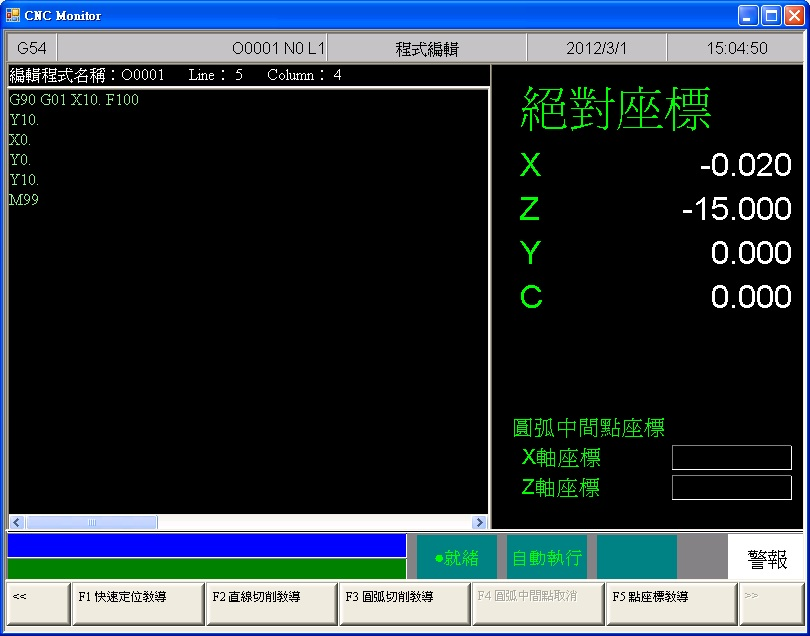 CNC Monitor
G54 O0001 N0 L1 程式編輯 2012/3/1 15:04:50
編輯程式名稱：O0001 Line： 5 Column： 4
G90 G01 X10. F100
Y10.
X0.
Y0.
Y10.
M99
絕對座標
X -0.020
Z -15.000
Y 0.000
C 0.000
圓弧中間點座標
X軸座標
Z軸座標
●就緒 自動執行 警報
<< F1 快速定位教導 F2 直線切削教導 F3 圓弧切削教導 F4 圓弧中間點取消 F5 點座標教導 >>